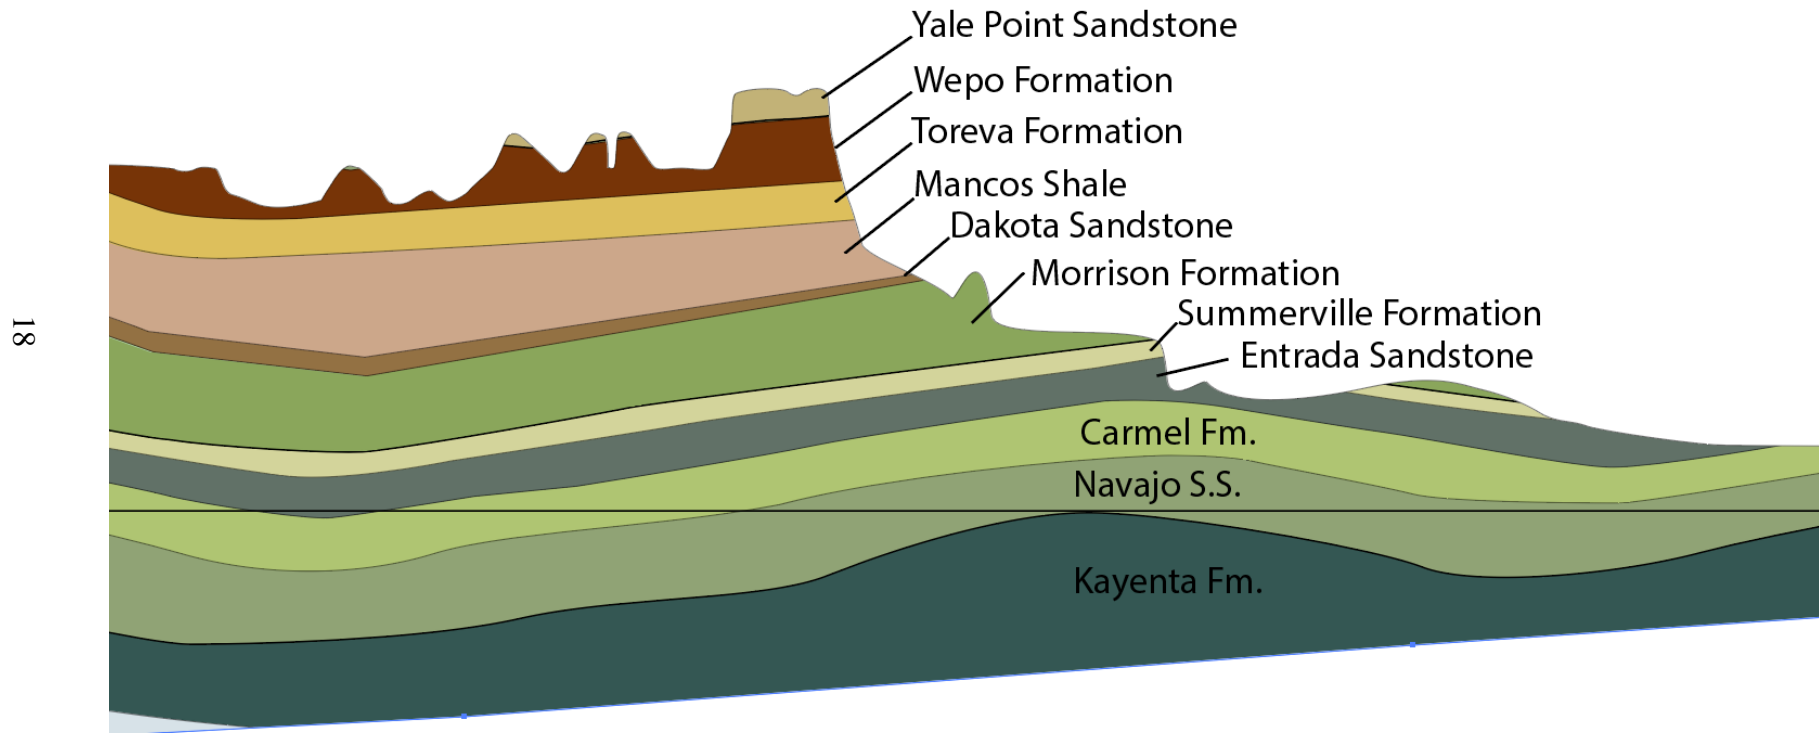 Yale Point Sandstone
Wepo Formation
Toreva Formation
Mancos Shale
Dakota Sandstone
Morrison Formation
Summerville Formation
Entrada Sandstone
Carmel Fm.
Navajo S.S.
Kayenta Fm.
18